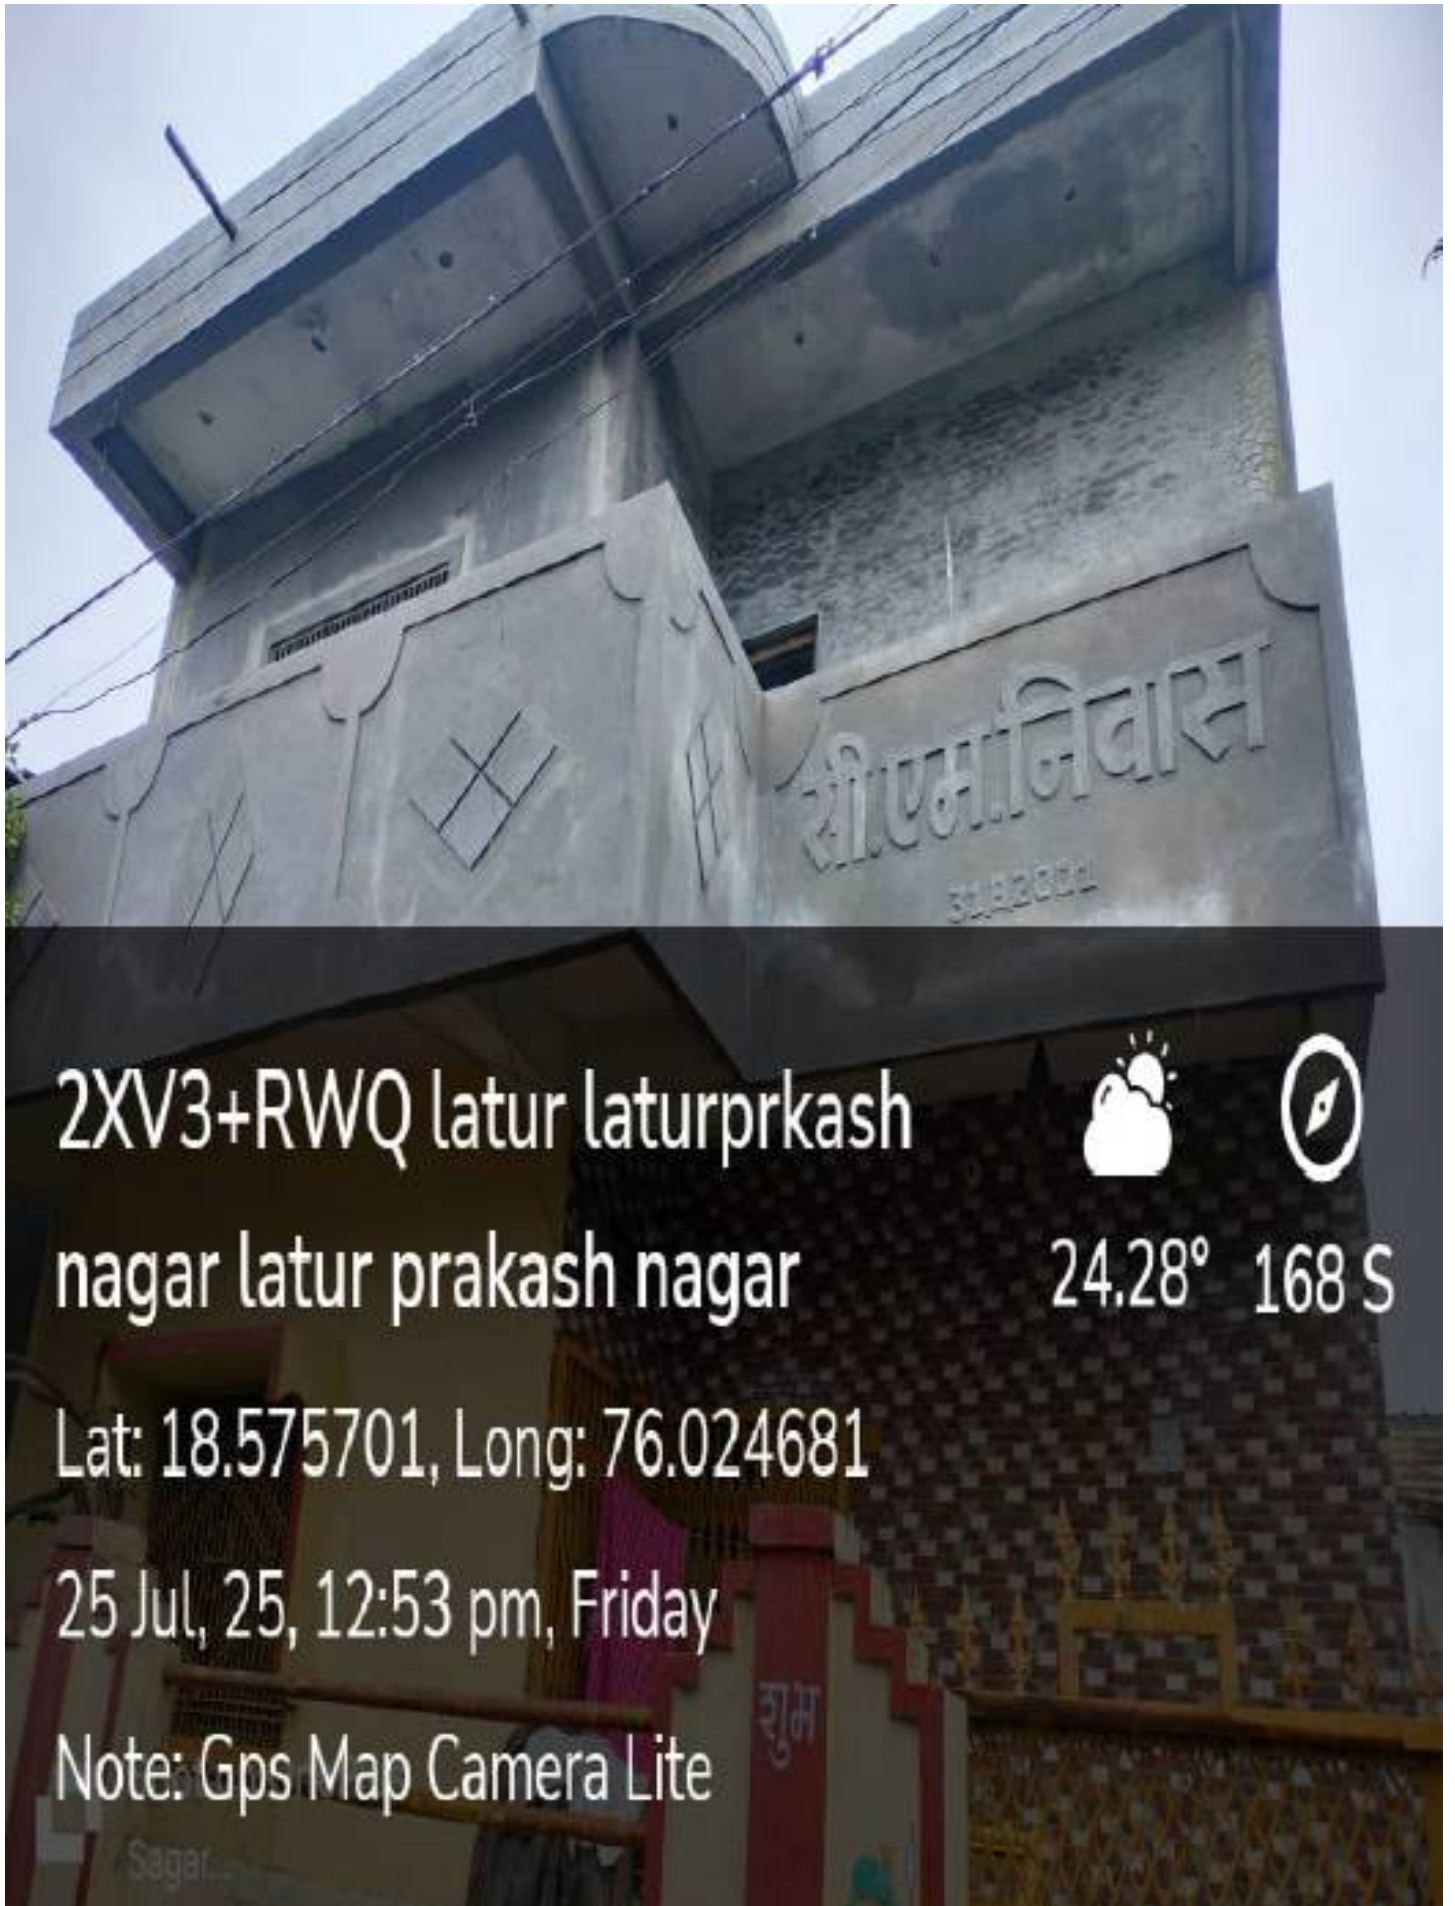 सी.एम.निवास
2XV3+RWQ latur laturprkash
nagar latur prakash nagar
24.28° 168 S
Lat: 18.575701, Long: 76.024681
25 Jul, 25, 12:53 pm, Friday
शुभ
Note: Gps Map Camera Lite
Sagar...